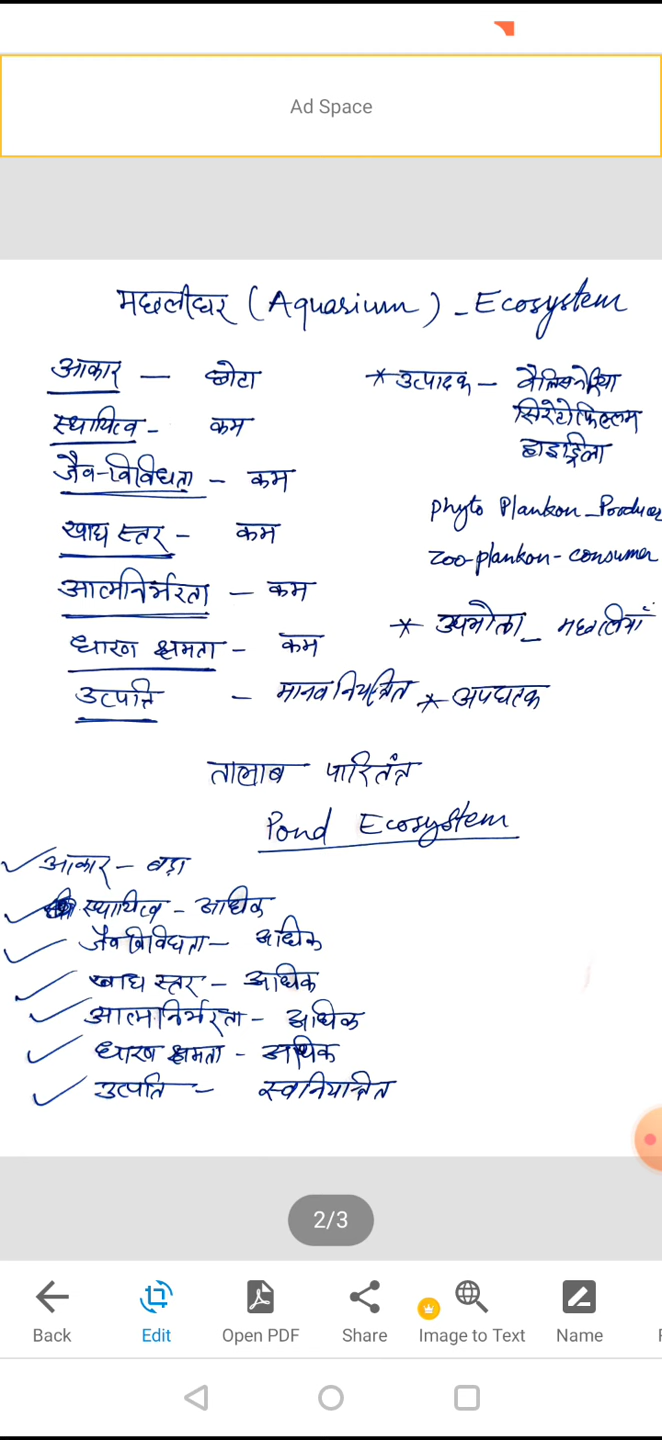 Ad Space
मछलीघर (Aquarium) - Ecosystem
आकार — छोटा
स्थायित्व - कम
जैव-विविधता - कम
खाद्य स्तर - कम
आत्मनिर्भरता - कम
धारण क्षमता - कम
उत्पत्ति - मानव नियंत्रित
* उत्पादक - वैलिसनेरिया
सिरेटोफिल्लम
हाइड्रिला
Phyto Plankon - Producer
Zoo-plankon - consumer
* उपभोक्ता - मछलियाँ
* अपघटक
तालाब पारितंत्र
Pond Ecosystem
आकार - बड़ा
स्थायित्व - अधिक
जैवविविधता - अधिक
खाद्य स्तर - अधिक
आत्मनिर्भरता - अधिक
धारण क्षमता - अधिक
उत्पत्ति - स्वनियन्त्रित
2/3
Back Edit Open PDF Share Image to Text Name